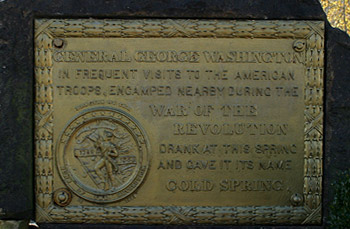 GENERAL GEORGE WASHINGTON
IN FREQUENT VISITS TO THE AMERICAN
TROOPS, ENCAMPED NEARBY DURING THE
WAR OF THE
REVOLUTION
DRANK AT THIS SPRING
AND GAVE IT ITS NAME
COLD SPRING